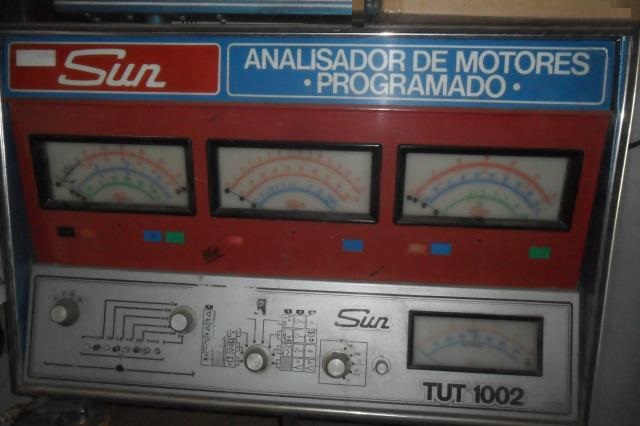 Sun
ANALISADOR DE MOTORES
• PROGRAMADO •
Sun
TUT 1002